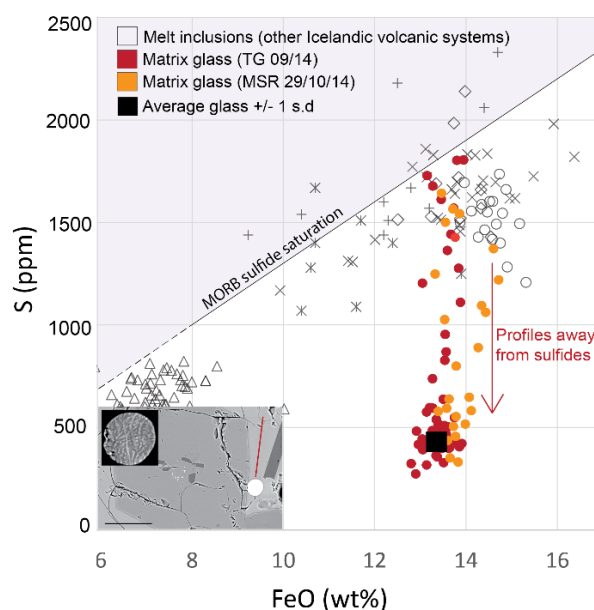 2500
2000
1500
1000
500
0
S (ppm)
Melt inclusions (other Icelandic volcanic systems)
Matrix glass (TG 09/14)
Matrix glass (MSR 29/10/14)
Average glass +/- 1 s.d
MORB sulfide saturation
Profiles away
from sulfides
6
8
10
12
14
16
FeO (wt%)